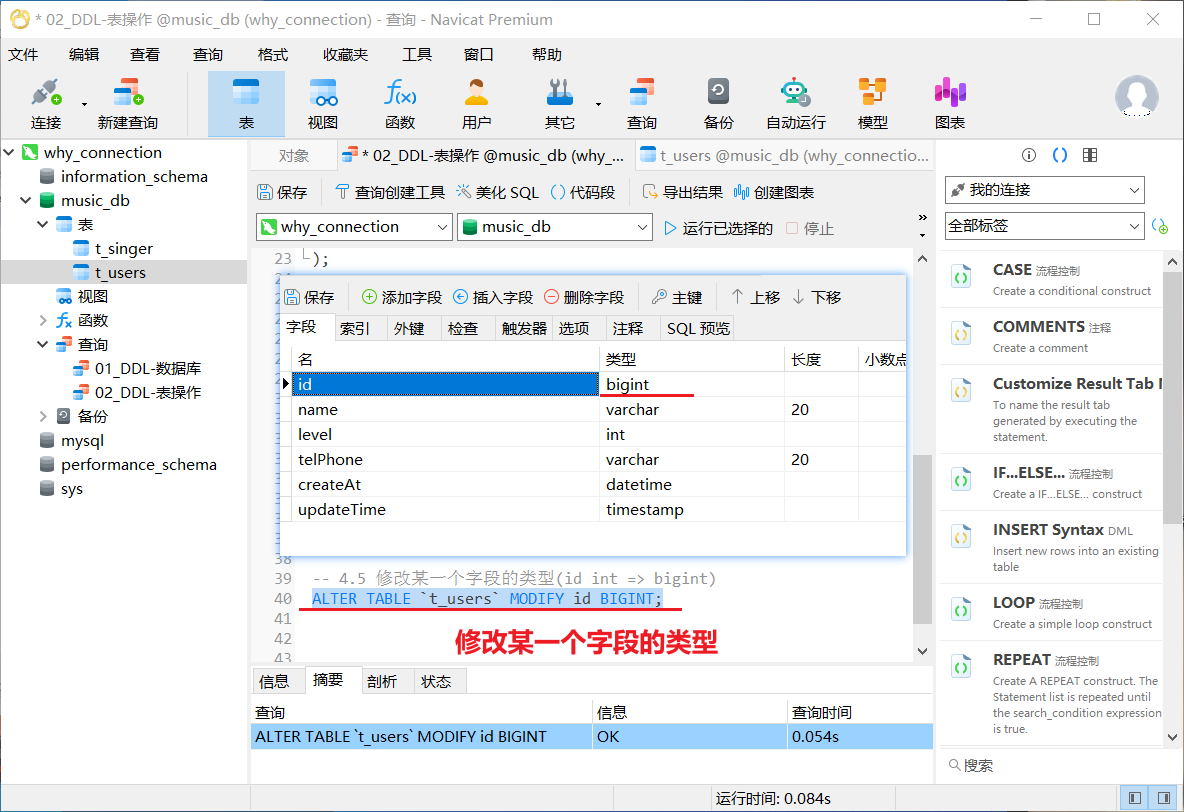 * 02_DDL-表操作 @music_db (why_connection) - 查询 - Navicat Premium
文件 编辑 查看 查询 格式 收藏夹 工具 窗口 帮助
连接 新建查询 表 视图 函数 用户 其它 查询 备份 自动运行 模型 图表
why_connection
information_schema
music_db
表
t_singer
t_users
视图
函数
查询
01_DDL-数据库
02_DDL-表操作
备份
mysql
performance_schema
sys
对象 * 02_DDL-表操作 @music_db (why_... t_users @music_db (why_connectio...
保存 查询创建工具 美化 SQL 代码段 导出结果 创建图表
why_connection music_db 运行已选择的 停止
23 );
保存 添加字段 插入字段 删除字段 主键 上移 下移
字段 索引 外键 检查 触发器 选项 注释 SQL 预览
名 类型 长度 小数点
id bigint
name varchar 20
level int
telPhone varchar 20
createAt datetime
updateTime timestamp
38
39 -- 4.5 修改某一个字段的类型(id int => bigint)
40 ALTER TABLE `t_users` MODIFY id BIGINT;
41
42 修改某一个字段的类型
43
信息 摘要 剖析 状态
查询 信息 查询时间
ALTER TABLE `t_users` MODIFY id BIGINT OK 0.054s
运行时间: 0.084s
我的连接
全部标签
CASE 流程控制
Create a conditional construct
COMMENTS 注释
Create a comment
Customize Result Tab N
To name the result tab
generated by executing the
statement.
IF...ELSE... 流程控制
Create a IF...ELSE... construct
INSERT Syntax DML
Insert new rows into an existing
table
LOOP 流程控制
Create a simple loop construct
REPEAT 流程控制
Create A REPEAT construct. The
Statement list is repeated until
the search_condition expression
is true.
搜索